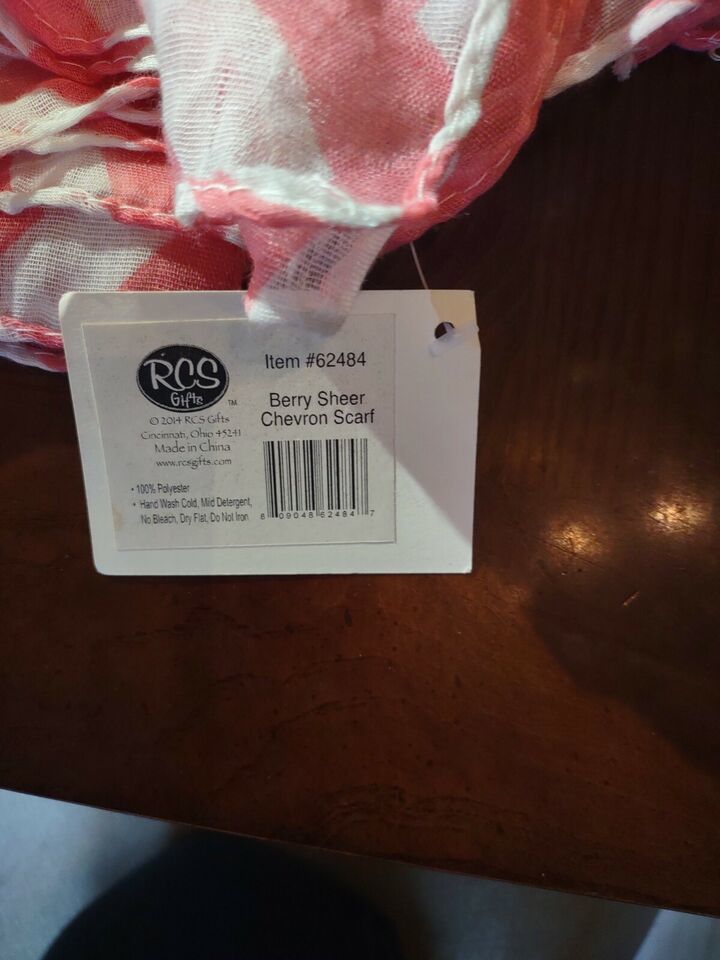 RCS
Gifts
TM
© 2014 RCS Gifts
Cincinnati, Ohio 45241
Made in China
www.rcsgifts.com
• 100% Polyester
• Hand Wash Cold, Mild Detergent,
No Bleach, Dry Flat, Do Not Iron
Item #62484
Berry Sheer
Chevron Scarf
8 09048 62484 7